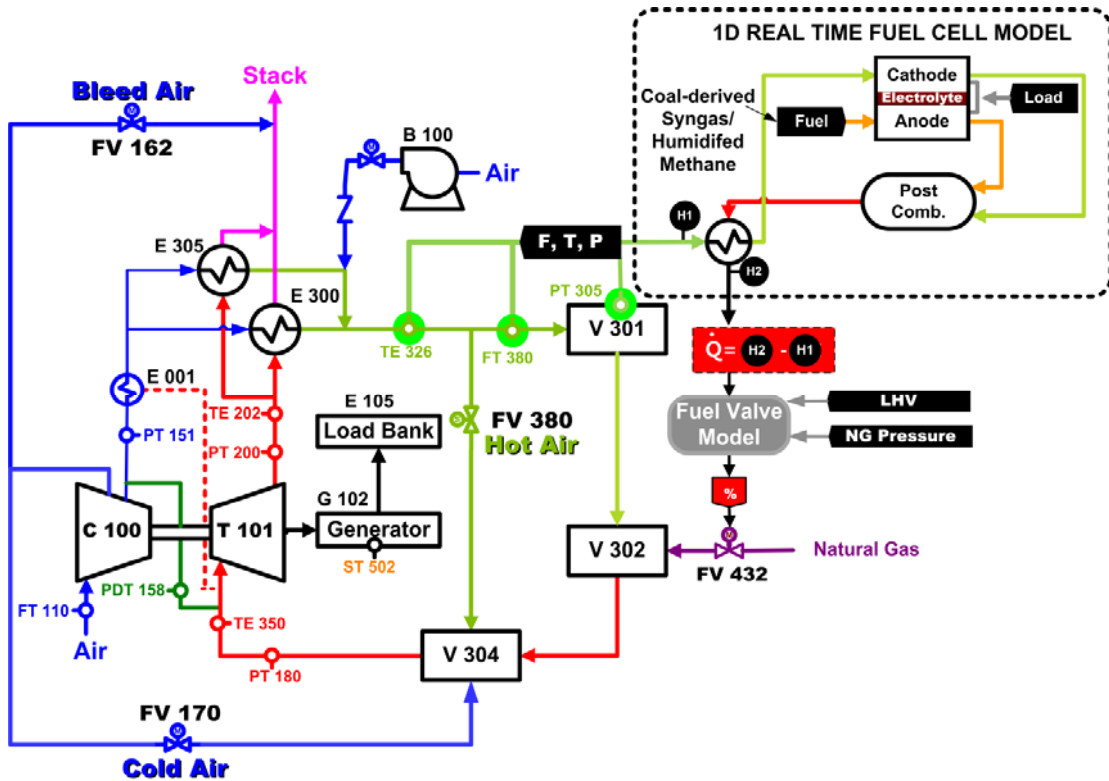 1D REAL TIME FUEL CELL MODEL
Stack
Bleed Air
M
FV 162
B 100
M
Air
Coal-derived
Syngas/
Humidifed
Methane
Fuel
Cathode
Electrolyte
Anode
Load
Post
Comb.
E 305
F, T, P
H1
H2
E 300
PT 305
V 301
TE 326
FT 380
Q̇= H2 - H1
E 001
TE 202
E 105
Load Bank
FV 380
Hot Air
Fuel Valve
Model
LHV
NG Pressure
PT 151
PT 200
G 102
Generator
%
C 100
T 101
ST 502
V 302
M
Natural Gas
FV 432
PDT 158
FT 110
TE 350
Air
PT 180
V 304
FV 170
M
Cold Air